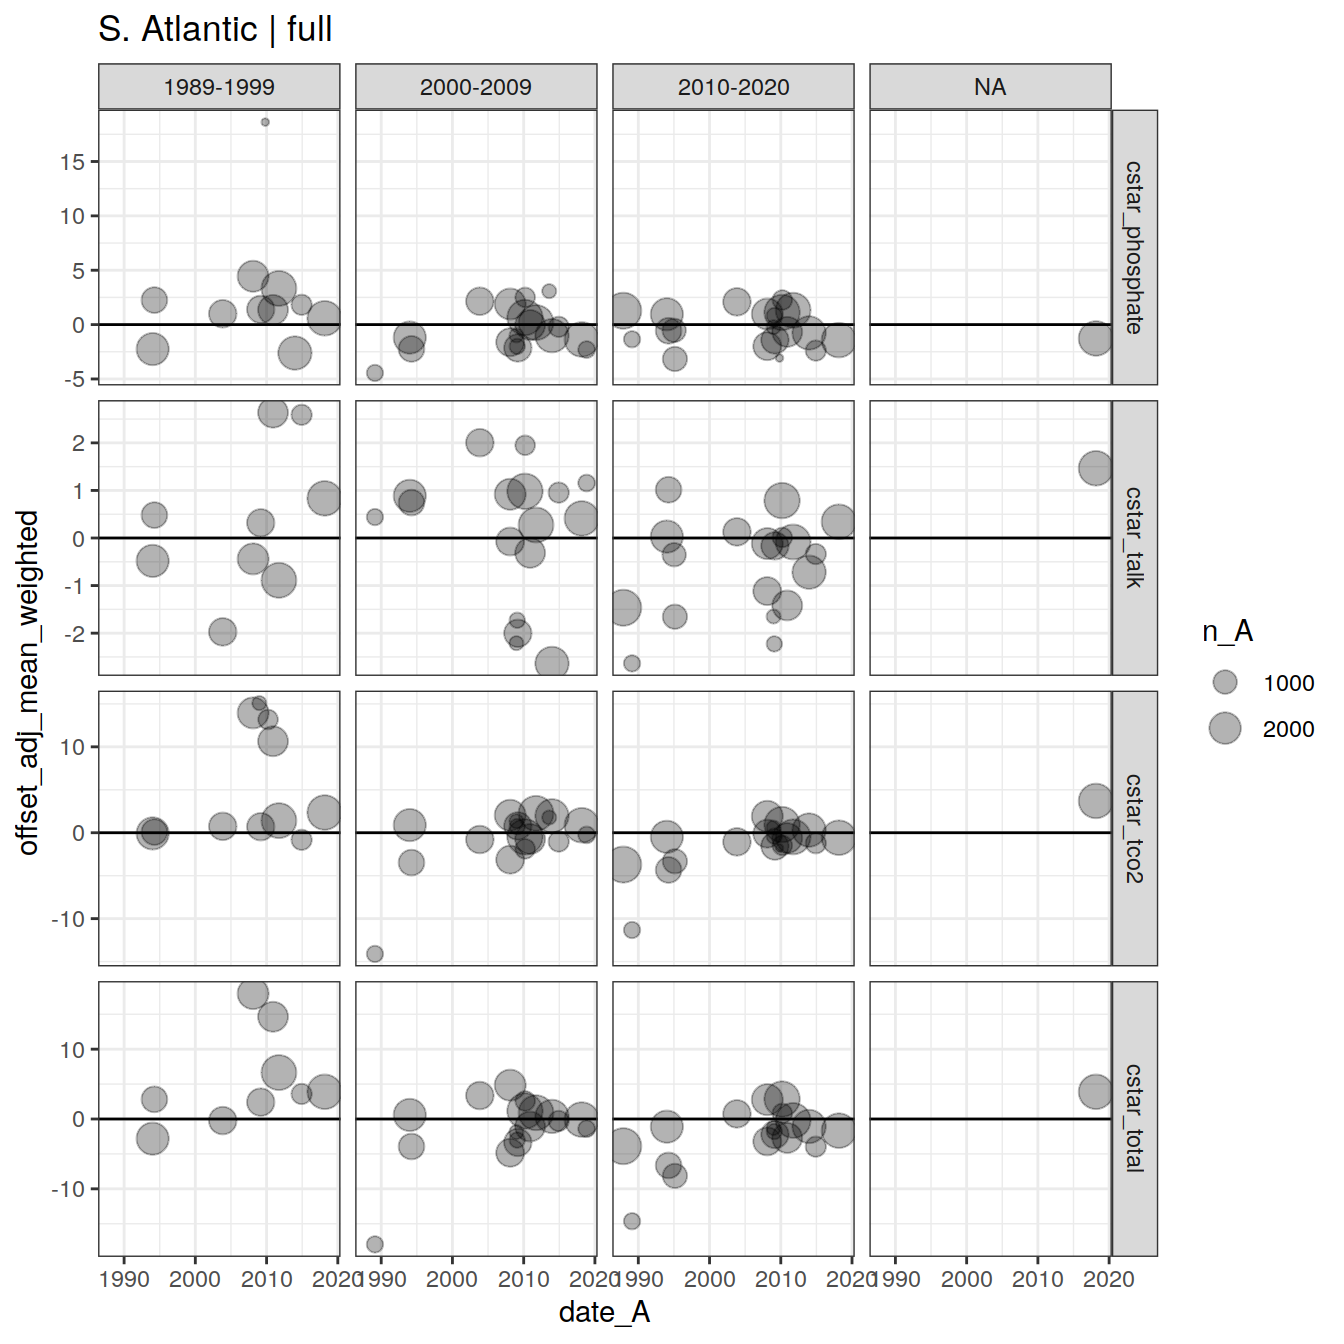 S. Atlantic | full
1989-1999 2000-2009 2010-2020 NA
15
10
5
0
-5
cstar_phosphate
2
1
0
-1
-2
cstar_talk
10
0
-10
cstar_tco2
10
0
-10
cstar_total
1990 2000 2010 2020 1990 2000 2010 2020 1990 2000 2010 2020 1990 2000 2010 2020
date_A
offset_adj_mean_weighted
n_A
1000
2000